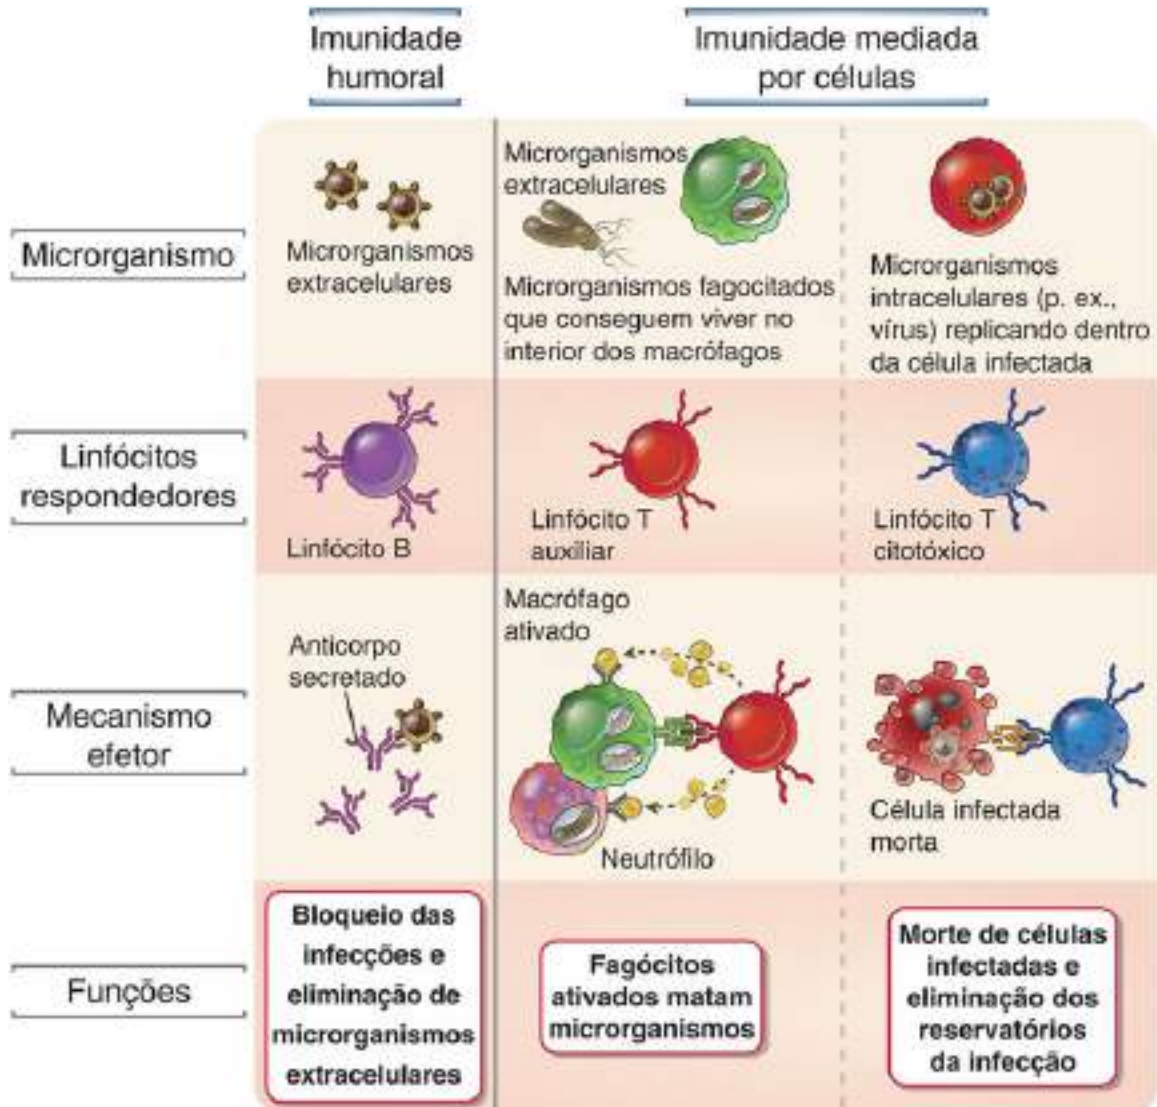 Imunidade
humoral
Imunidade mediada
por células
Microrganismo
Microrganismos
extracelulares
Microrganismos
extracelulares
Microrganismos fagocitados
que conseguem viver no
interior dos macrófagos
Microrganismos
intracelulares (p. ex.,
vírus) replicando dentro
da célula infectada
Linfócitos
respondedores
Linfócito B
Linfócito T
auxiliar
Linfócito T
citotóxico
Mecanismo
efetor
Anticorpo
secretado
Macrófago
ativado
Neutrófilo
Célula infectada
morta
Funções
Bloqueio das
infecções e
eliminação de
microrganismos
extracelulares
Fagócitos
ativados matam
microrganismos
Morte de células
infectadas e
eliminação dos
reservatórios
da infecção